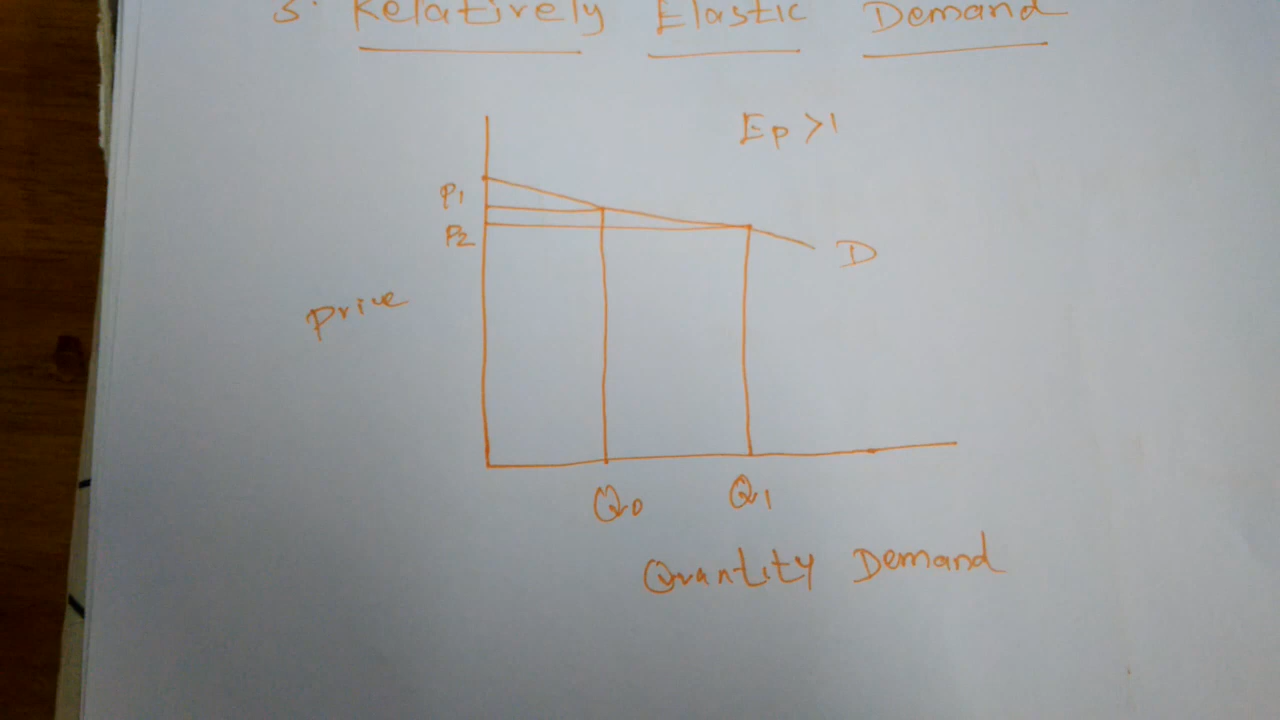 3. Relatively Elastic Demand
Ep >1
P1
P2
D
Price
Q0
Q1
Quantity Demand